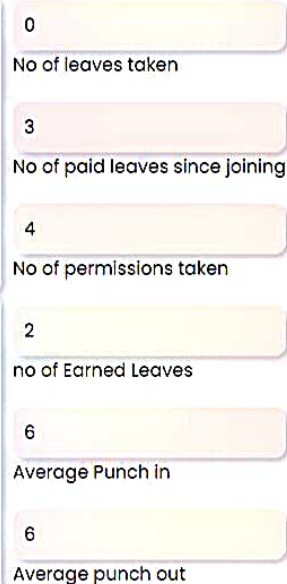 0
No of leaves taken
3
No of paid leaves since joining
4
No of permissions taken
2
no of Earned Leaves
6
Average Punch in
6
Average punch out